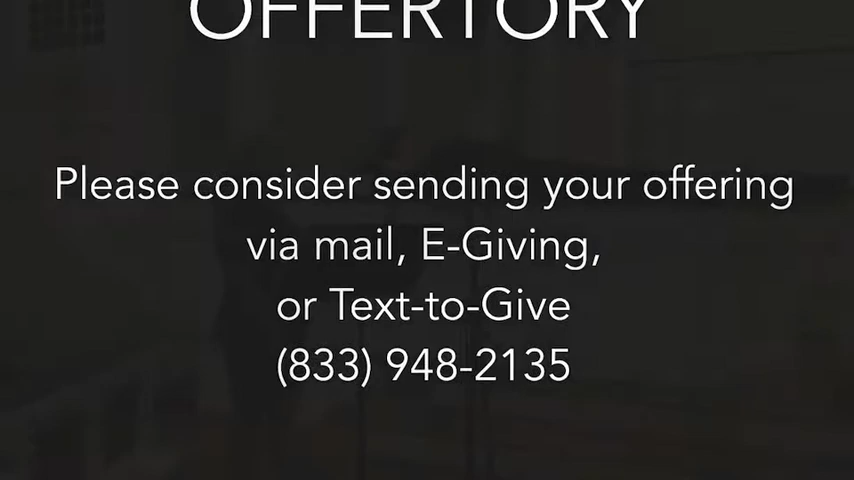 OFFERTORY
Please consider sending your offering
via mail, E-Giving,
or Text-to-Give
(833) 948-2135